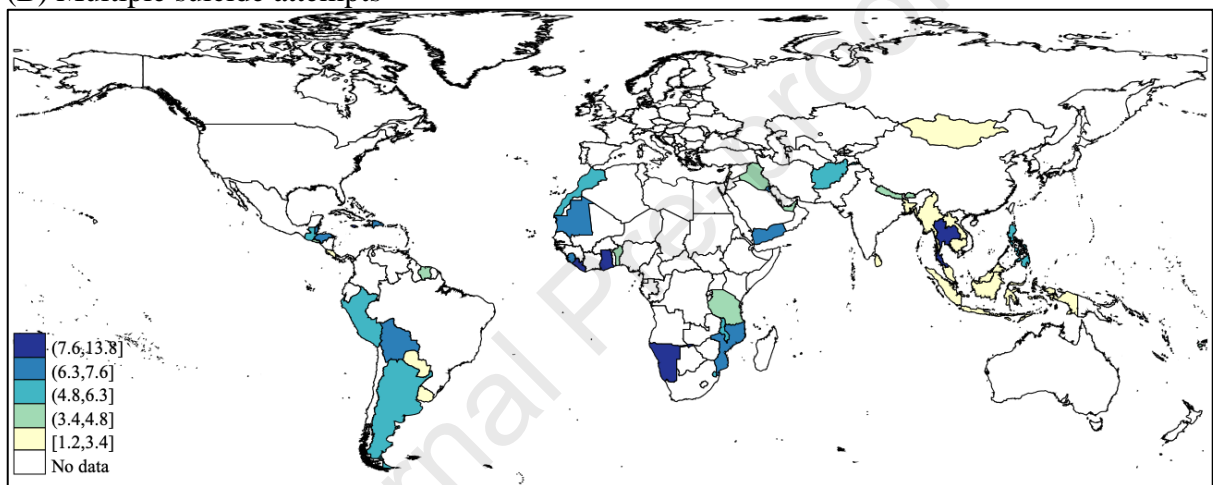 (B) Multiple suicide attempts
(7.6,13.8]
(6.3,7.6]
(4.8,6.3]
(3.4,4.8]
[1.2,3.4]
No data